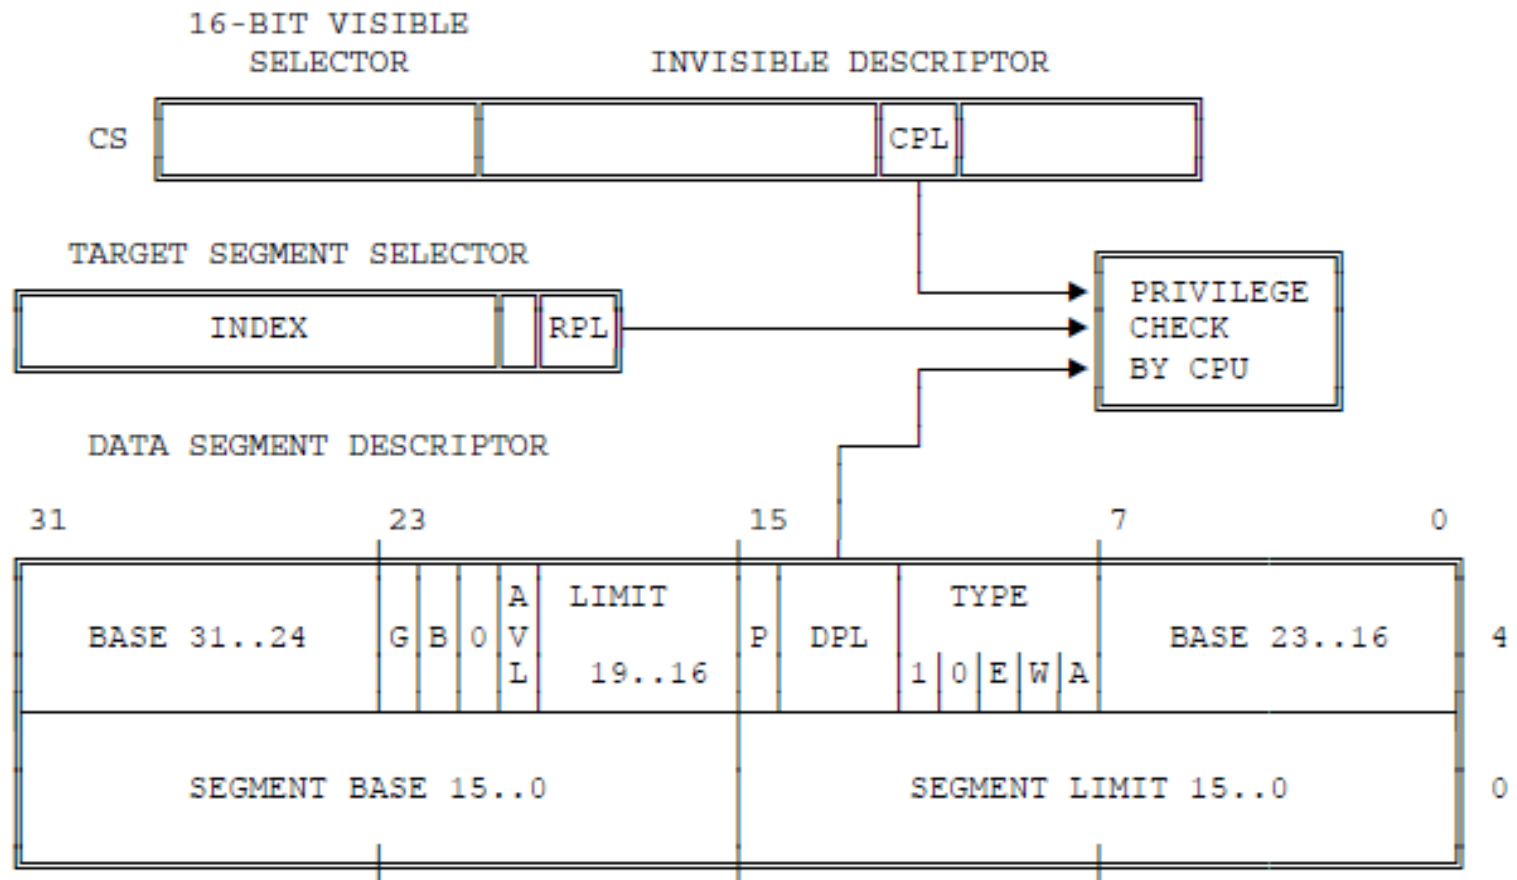 16-BIT VISIBLE
SELECTOR INVISIBLE DESCRIPTOR
CS CPL
TARGET SEGMENT SELECTOR
INDEX RPL
PRIVILEGE
CHECK
BY CPU
DATA SEGMENT DESCRIPTOR
31 23 15 7 0
BASE 31..24 G B 0 AVL LIMIT 19..16 P DPL TYPE 1 0 E W A BASE 23..16 4
SEGMENT BASE 15..0 SEGMENT LIMIT 15..0 0